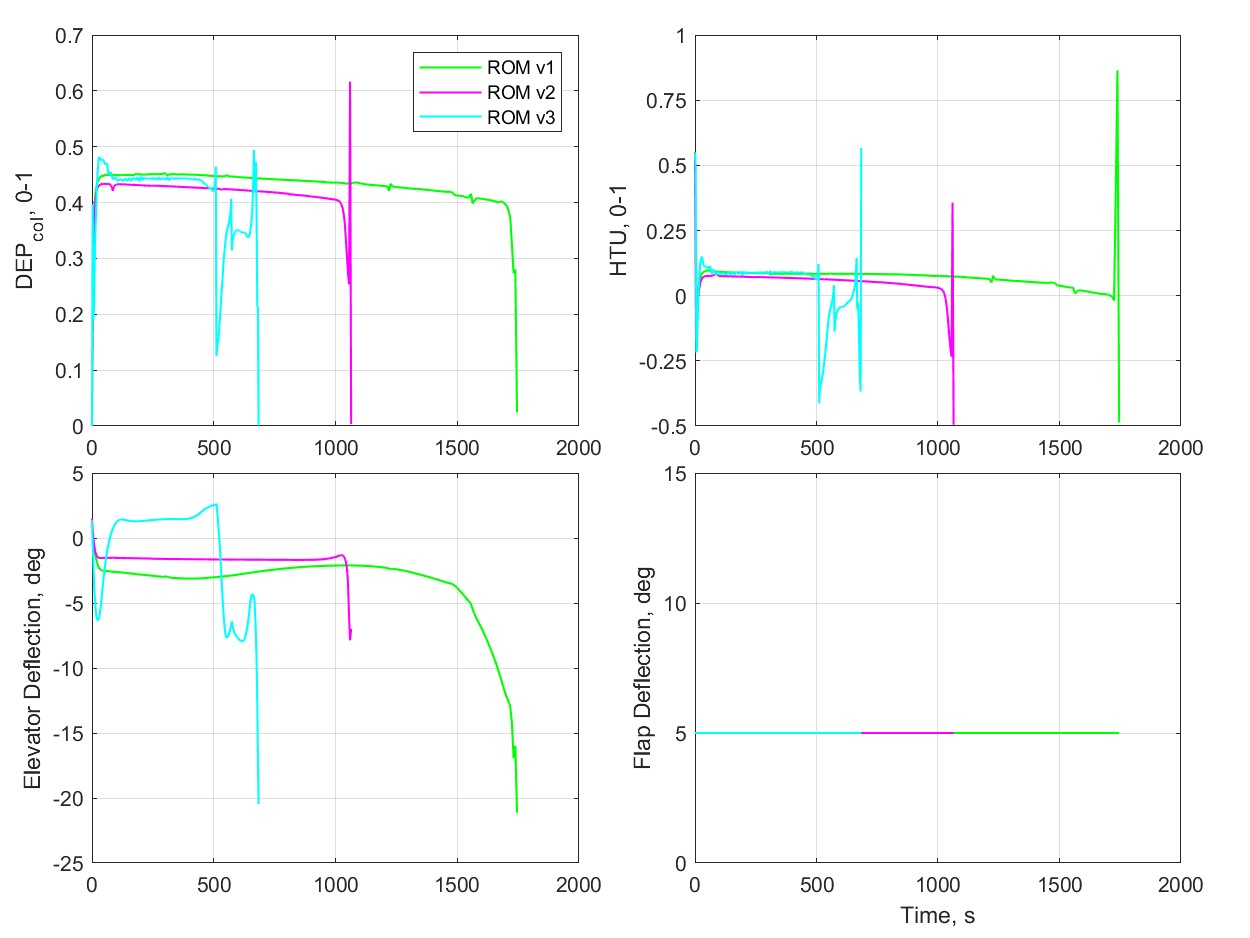 0.7
0.6
0.5
0.4
0.3
0.2
0.1
0
DEP_col, 0-1
0 500 1000 1500 2000
ROM v1
ROM v2
ROM v3
1
0.75
0.5
0.25
0
-0.25
-0.5
HTU, 0-1
0 500 1000 1500 2000
5
0
-5
-10
-15
-20
-25
Elevator Deflection, deg
0 500 1000 1500 2000
15
10
5
0
Flap Deflection, deg
0 500 1000 1500 2000
Time, s